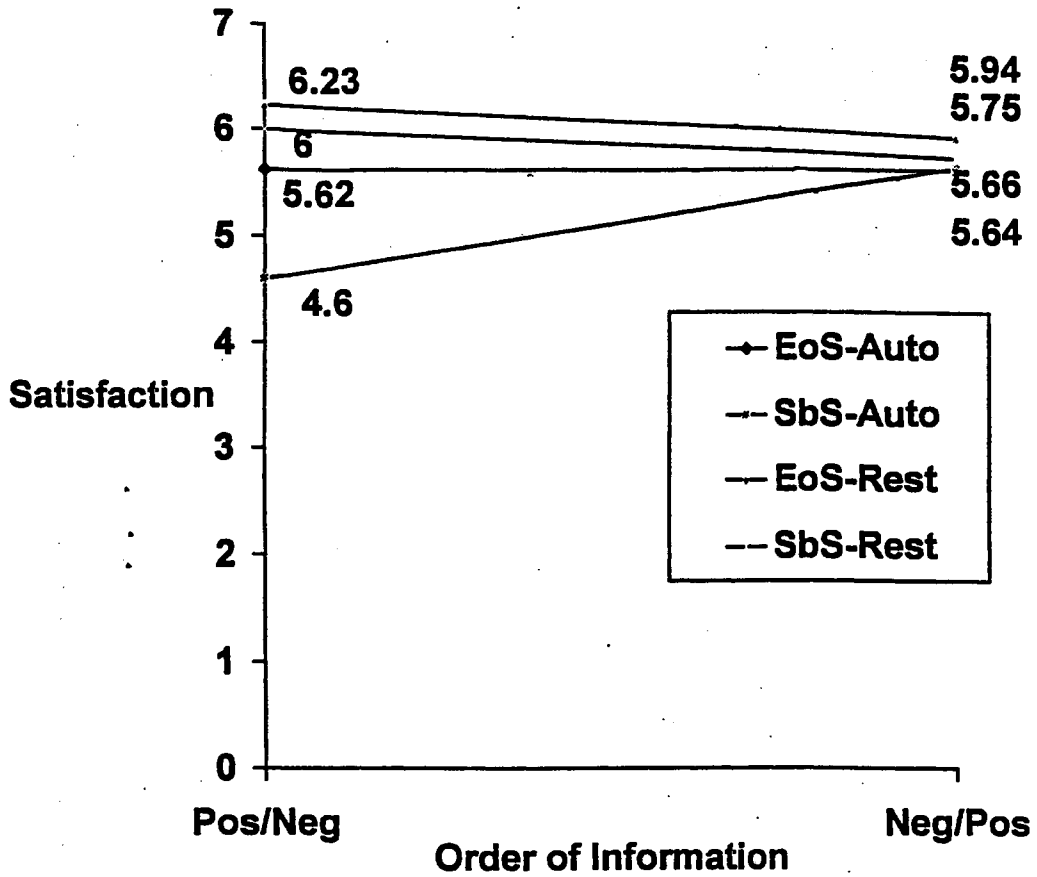 7
6.23
5.94
5.75
6
6
5.62
5.66
5
5.64
4.6
4
EoS-Auto
Satisfaction
SbS-Auto
3
EoS-Rest
2
SbS-Rest
1
0
Pos/Neg
Neg/Pos
Order of Information